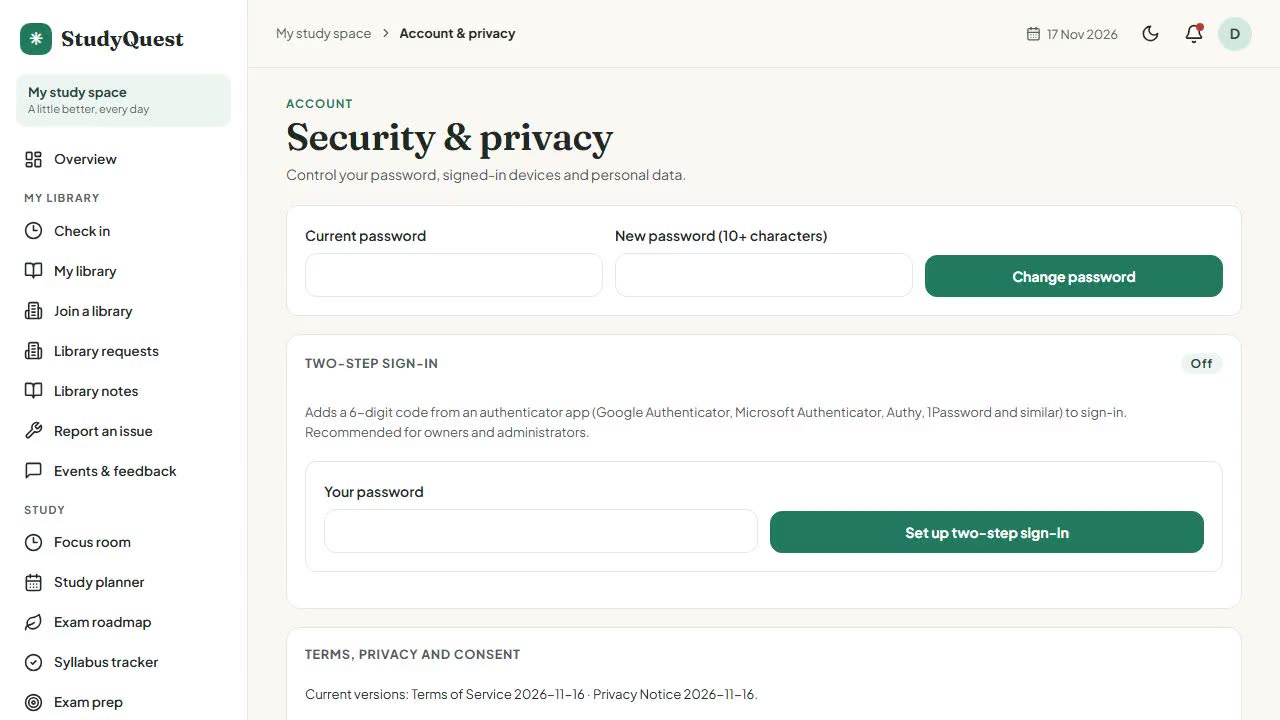 StudyQuest
My study space
A little better, every day
Overview
MY LIBRARY
Check in
My library
Join a library
Library requests
Library notes
Report an issue
Events & feedback
STUDY
Focus room
Study planner
Exam roadmap
Syllabus tracker
Exam prep
My study space > Account & privacy
17 Nov 2026
D
ACCOUNT
Security & privacy
Control your password, signed-in devices and personal data.
Current password
New password (10+ characters)
Change password
TWO-STEP SIGN-IN
Off
Adds a 6-digit code from an authenticator app (Google Authenticator, Microsoft Authenticator, Authy, 1Password and similar) to sign-in.
Recommended for owners and administrators.
Your password
Set up two-step sign-in
TERMS, PRIVACY AND CONSENT
Current versions: Terms of Service 2026-11-16 · Privacy Notice 2026-11-16.